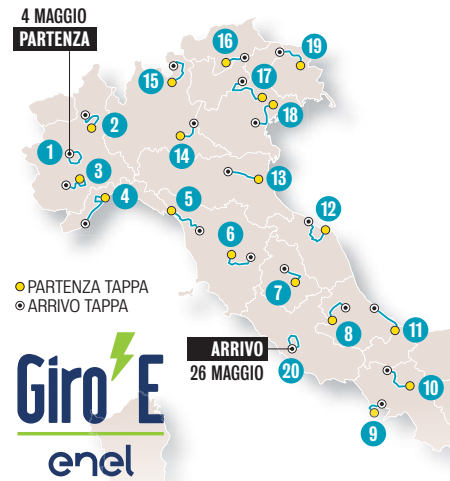 4 MAGGIO
PARTENZA
16
19
15
17
18
1
2
3
14
4
5
13
12
6
7
8
11
PARTENZA TAPPA
ARRIVO TAPPA
ARRIVO
26 MAGGIO
20
10
9
Giro E
enel